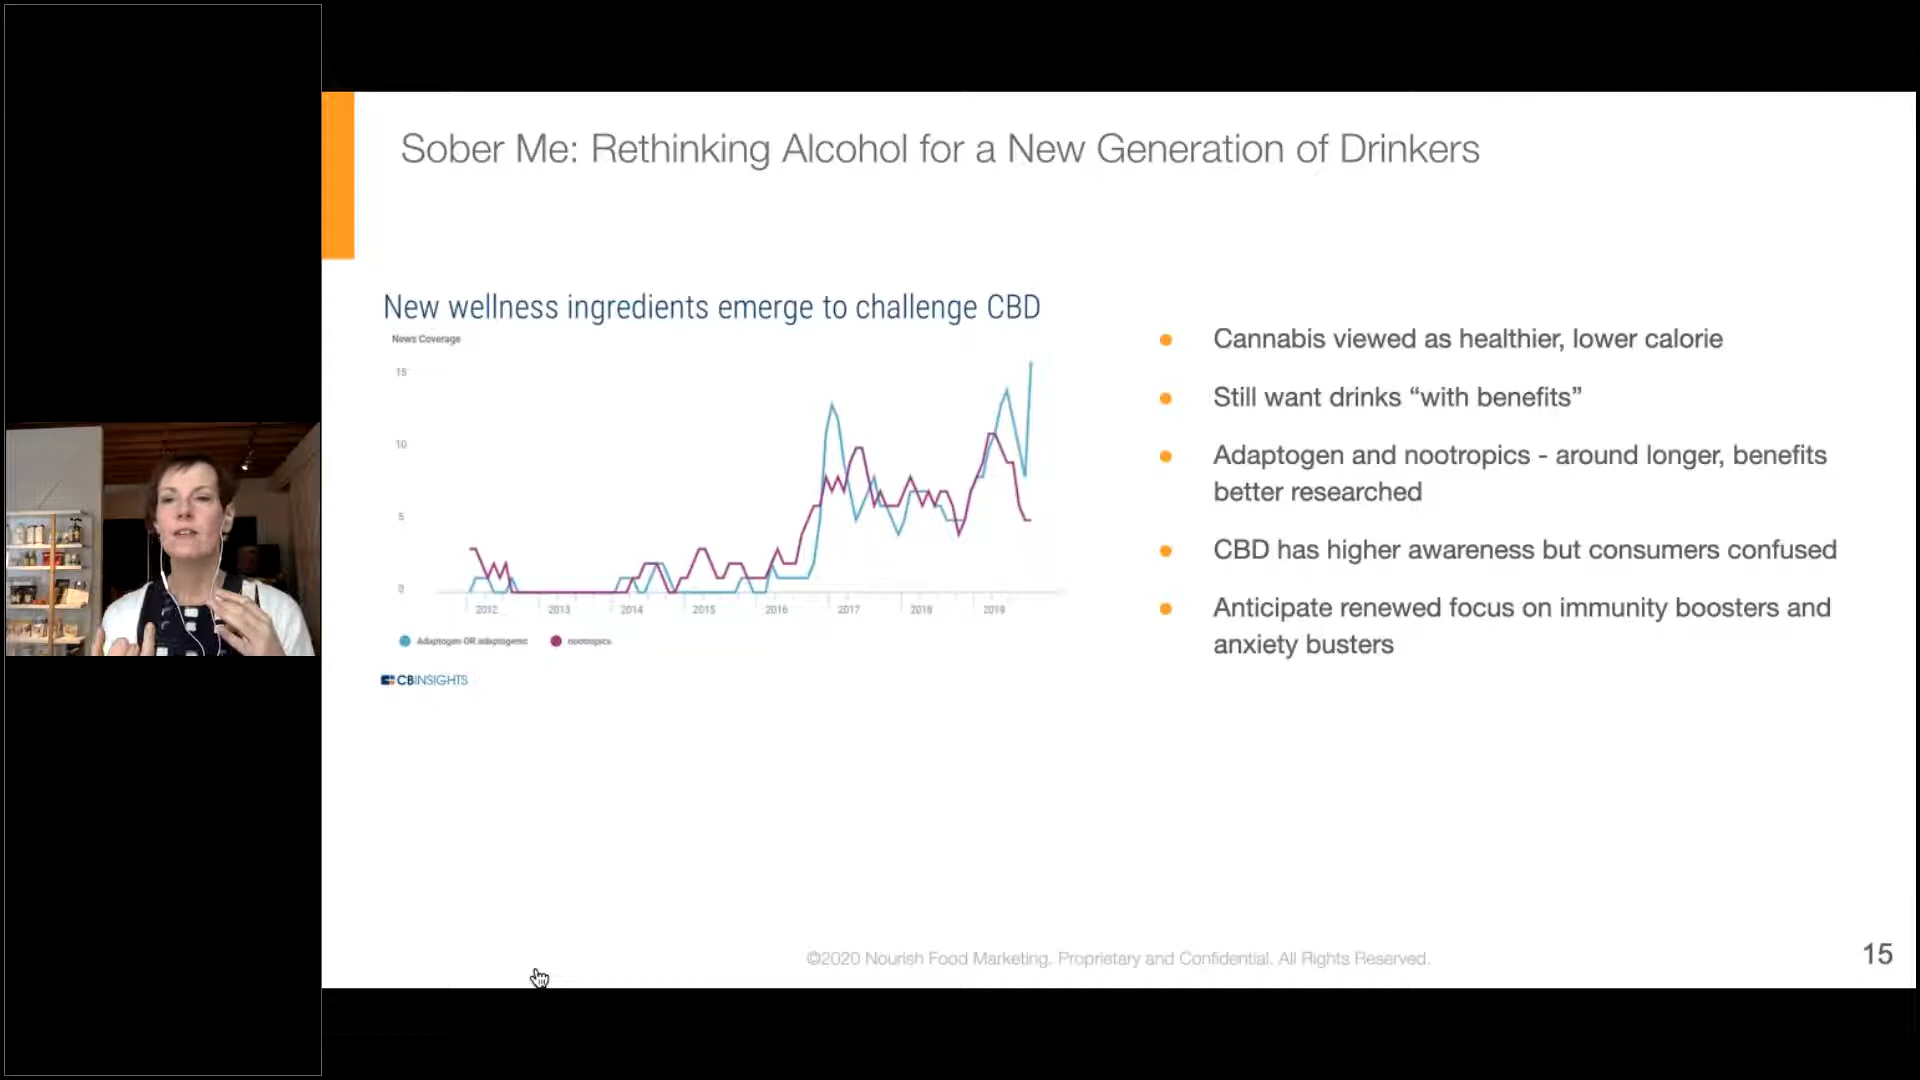 Sober Me: Rethinking Alcohol for a New Generation of Drinkers
New wellness ingredients emerge to challenge CBD
News Coverage
15
10
5
0
2012
2013
2014
2015
2016
2017
2018
2019
Adaptogen OR adaptogenic
nootropics
CBINSIGHTS
Cannabis viewed as healthier, lower calorie
Still want drinks “with benefits”
Adaptogen and nootropics - around longer, benefits
better researched
CBD has higher awareness but consumers confused
Anticipate renewed focus on immunity boosters and
anxiety busters
©2020 Nourish Food Marketing. Proprietary and Confidential. All Rights Reserved.
15